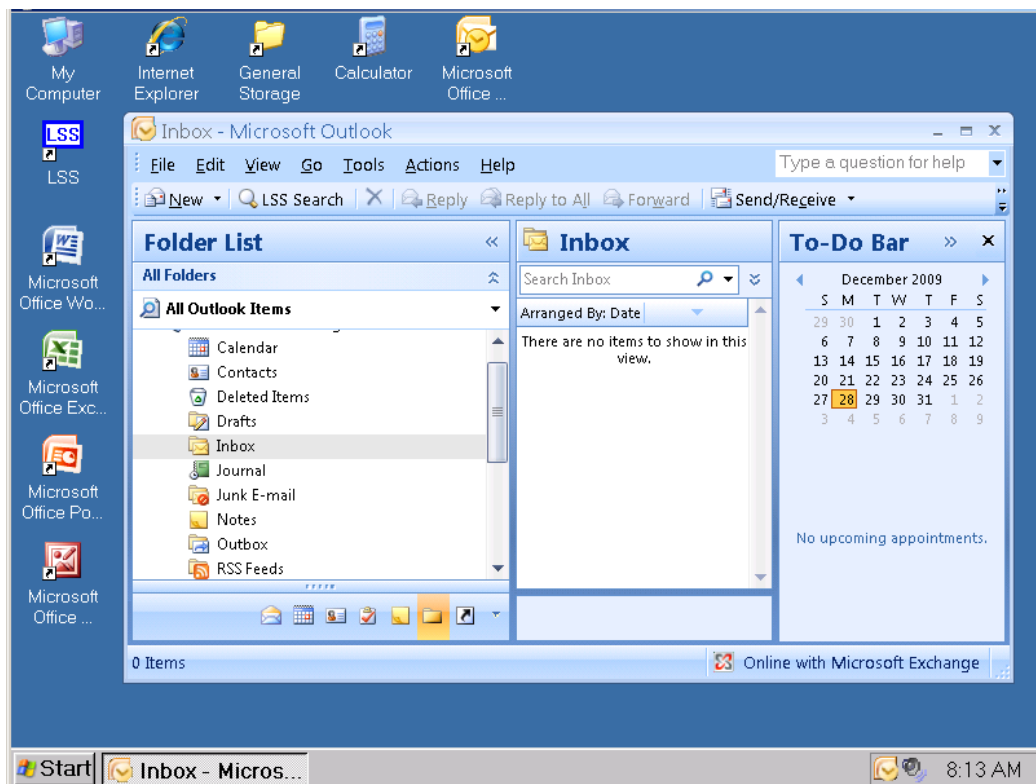 My
Computer
Internet
Explorer
General
Storage
Calculator
Microsoft
Office ...
LSS
LSS
Microsoft
Office Wo...
Microsoft
Office Exc...
Microsoft
Office Po...
Microsoft
Office ...
Inbox - Microsoft Outlook
File Edit View Go Tools Actions Help
Type a question for help
New LSS Search Reply Reply to All Forward Send/Receive
Folder List
All Folders
All Outlook Items
Calendar
Contacts
Deleted Items
Drafts
Inbox
Journal
Junk E-mail
Notes
Outbox
RSS Feeds
Inbox
Search Inbox
Arranged By: Date
There are no items to show in this
view.
To-Do Bar
December 2009
S M T W T F S
29 30 1 2 3 4 5
6 7 8 9 10 11 12
13 14 15 16 17 18 19
20 21 22 23 24 25 26
27 28 29 30 31 1 2
3 4 5 6 7 8 9
No upcoming appointments.
0 Items
Online with Microsoft Exchange
Start
Inbox - Micros...
8:13 AM